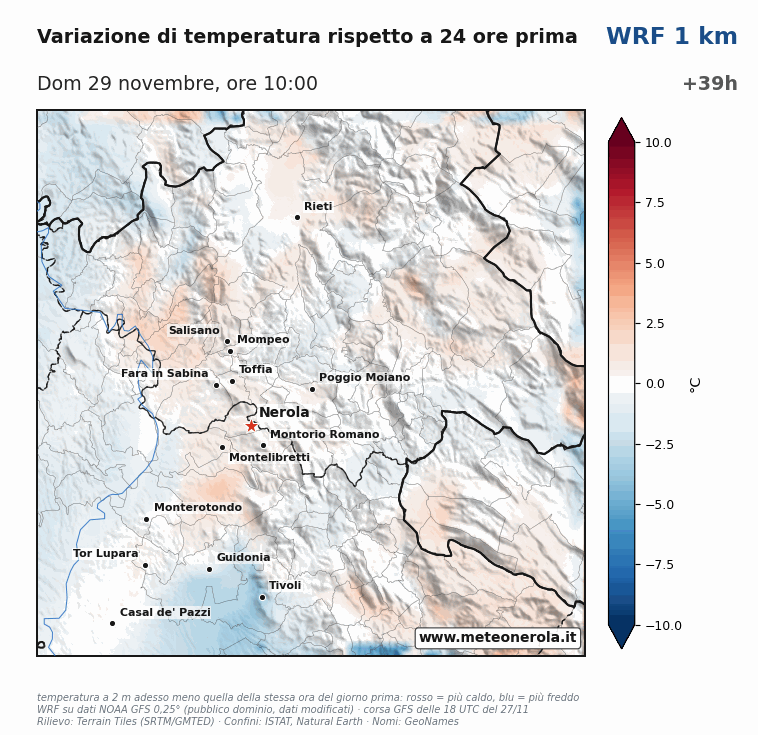 Variazione di temperatura rispetto a 24 ore prima
WRF 1 km
Dom 29 novembre, ore 10:00
+39h
Rieti
Salisano
Mompeo
Fara in Sabina
Toffia
Poggio Moiano
Nerola
Montorio Romano
Montelibretti
Monterotondo
Tor Lupara
Guidonia
Tivoli
Casal de' Pazzi
www.meteonerola.it
10.0
7.5
5.0
2.5
0.0
−2.5
−5.0
−7.5
−10.0
°C
temperatura a 2 m adesso meno quella della stessa ora del giorno prima: rosso = più caldo, blu = più freddo
WRF su dati NOAA GFS 0,25° (pubblico dominio, dati modificati) · corsa GFS delle 18 UTC del 27/11
Rilievo: Terrain Tiles (SRTM/GMTED) · Confini: ISTAT, Natural Earth · Nomi: GeoNames